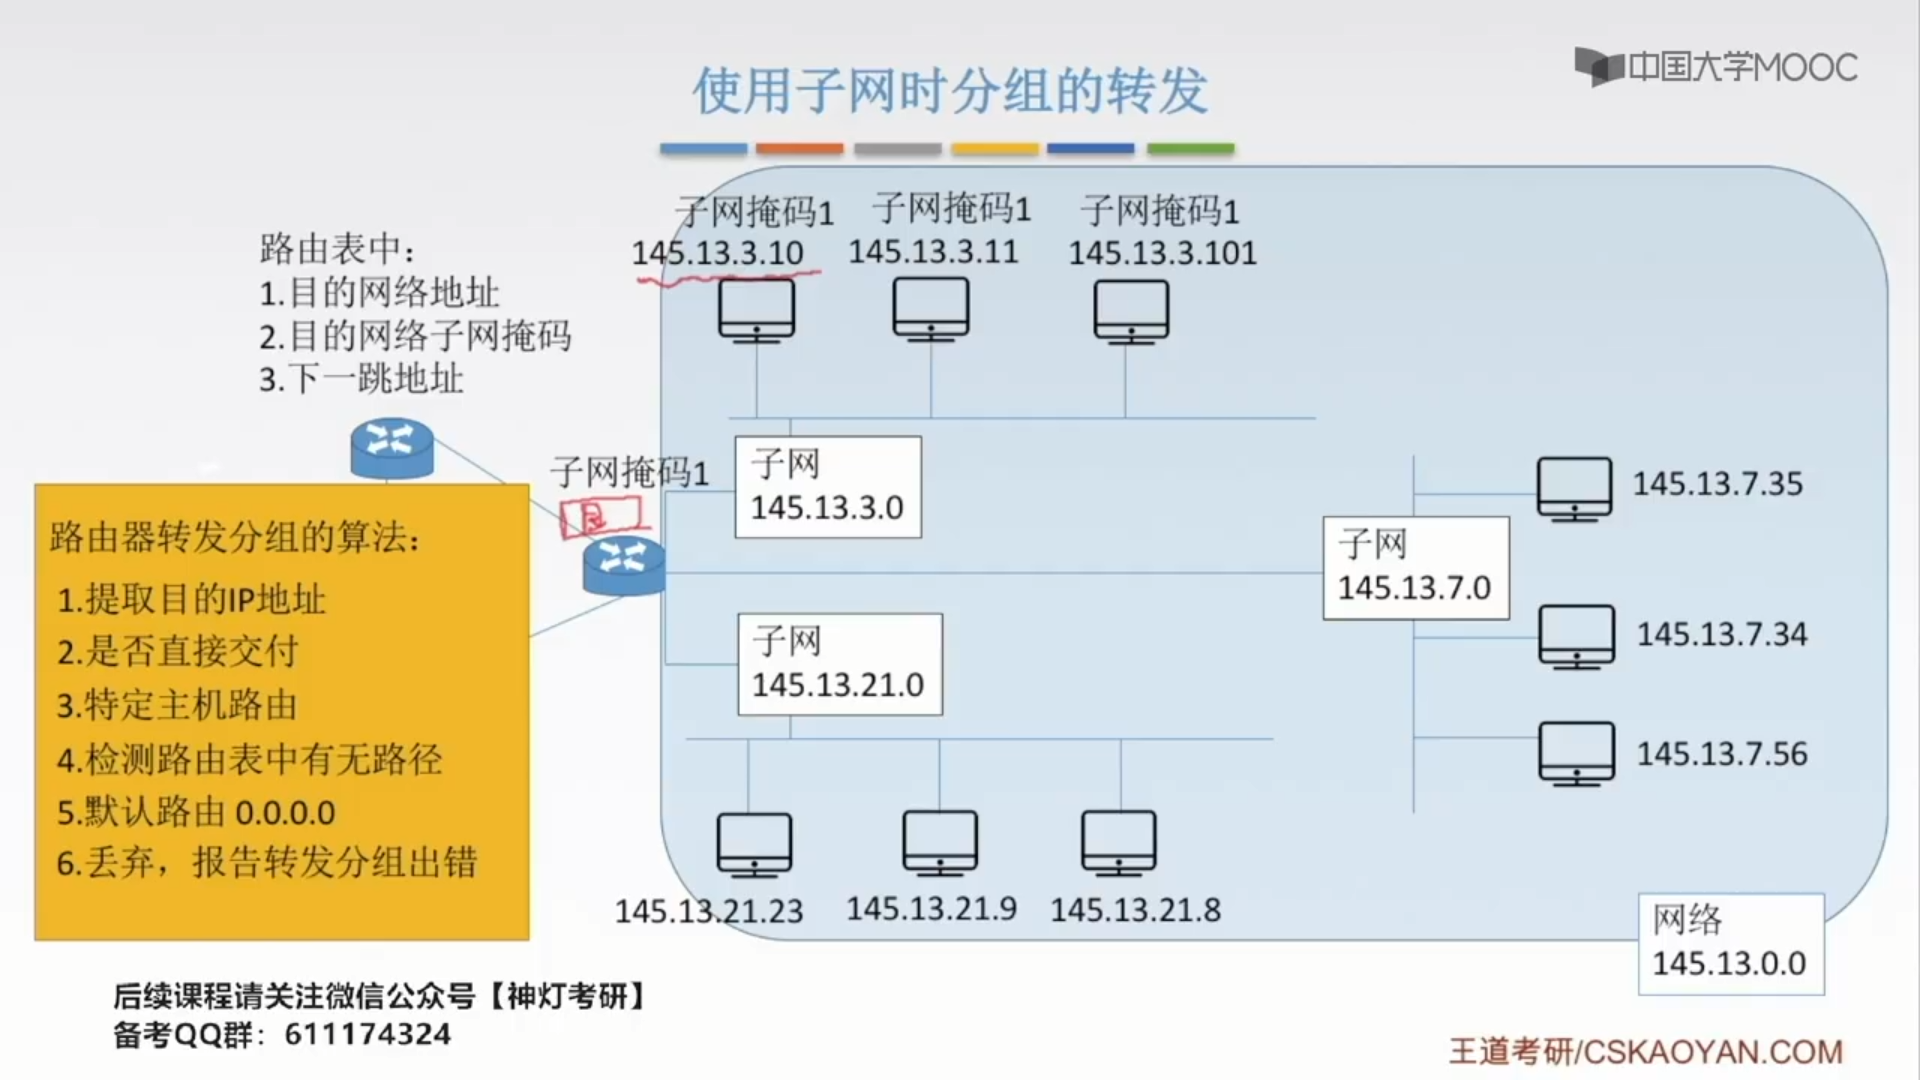 中国大学MOOC
使用子网时分组的转发
路由表中：
1.目的网络地址
2.目的网络子网掩码
3.下一跳地址
子网掩码1
145.13.3.10
子网掩码1
145.13.3.11
子网掩码1
145.13.3.101
子网掩码1
子网
145.13.3.0
子网
145.13.7.0
145.13.7.35
145.13.7.34
145.13.7.56
子网
145.13.21.0
145.13.21.23
145.13.21.9
145.13.21.8
路由器转发分组的算法：
1.提取目的IP地址
2.是否直接交付
3.特定主机路由
4.检测路由表中有无路径
5.默认路由 0.0.0.0
6.丢弃，报告转发分组出错
网络
145.13.0.0
后续课程请关注微信公众号【神灯考研】
备考QQ群：611174324
王道考研/CSKAOYAN.COM